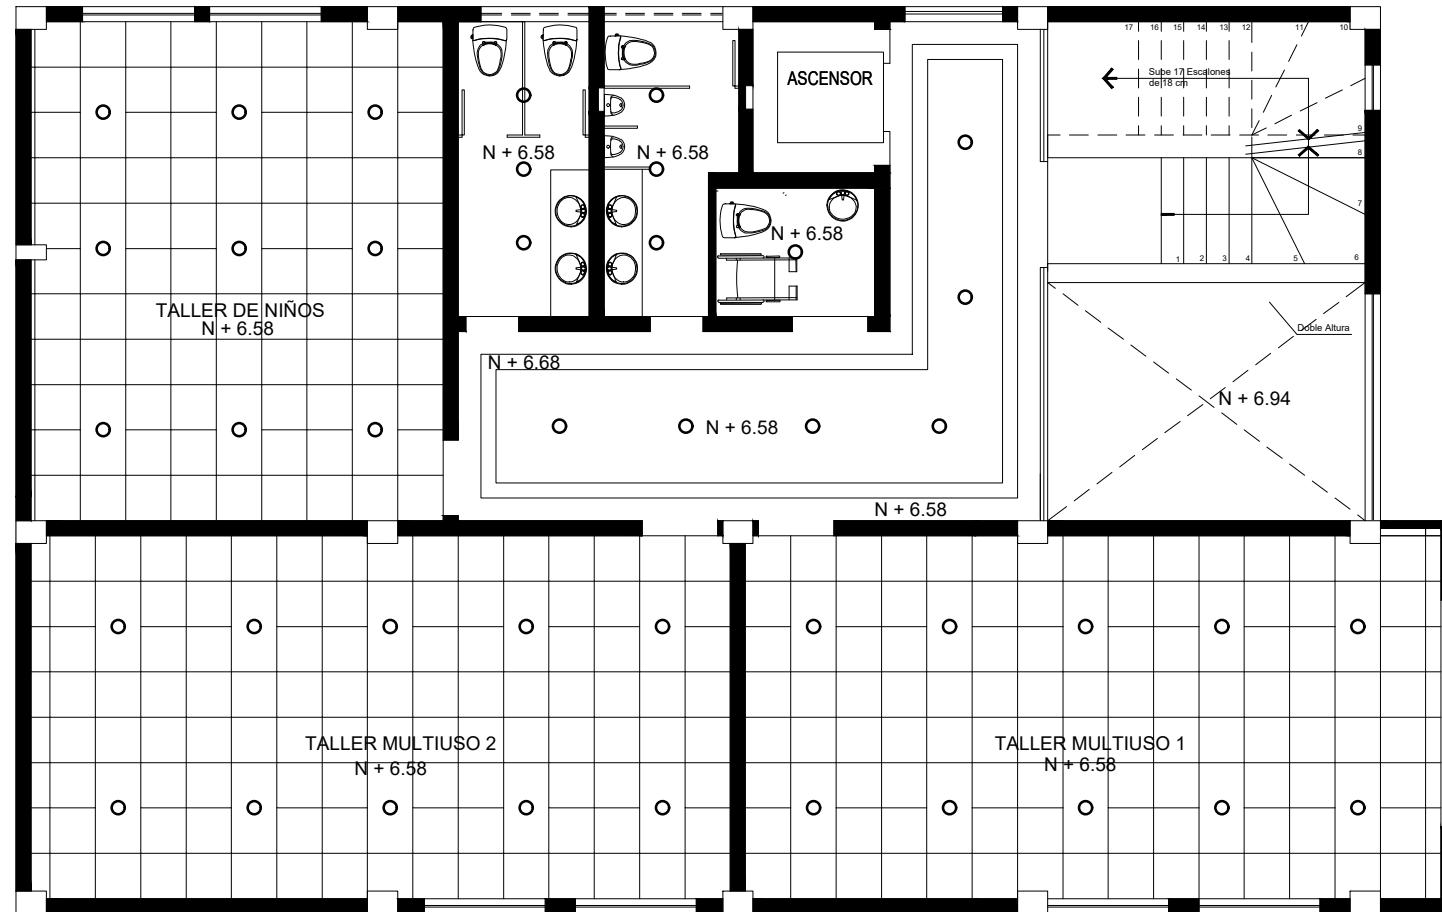 17 16 15 14 13 12 11 10
ASCENSOR
Sube 17 Escalones
de 18 cm
9
8
N + 6.58
N + 6.58
7
N + 6.58
1 2 3 4 5 6
TALLER DE NIÑOS
N + 6.58
Doble Altura
N + 6.68
N + 6.94
N + 6.58
N + 6.58
TALLER MULTIUSO 2
N + 6.58
TALLER MULTIUSO 1
N + 6.58